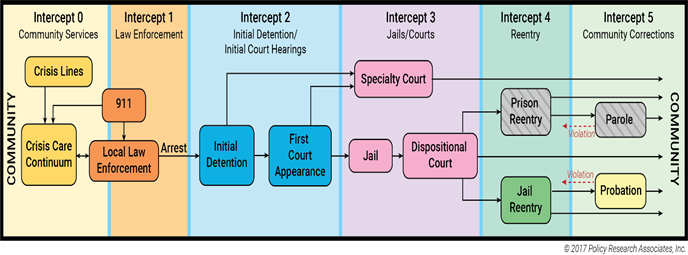 Intercept 0
Community Services
Intercept 1
Law Enforcement
Intercept 2
Initial Detention/
Initial Court Hearings
Intercept 3
Jails/Courts
Intercept 4
Reentry
Intercept 5
Community Corrections
COMMUNITY
Crisis Lines
911
Crisis Care
Continuum
Local Law
Enforcement
Arrest
Initial
Detention
First
Court
Appearance
Specialty Court
Jail
Dispositional
Court
Prison
Reentry
Parole
Violation
Jail
Reentry
Violation
Probation
COMMUNITY
© 2017 Policy Research Associates, Inc.